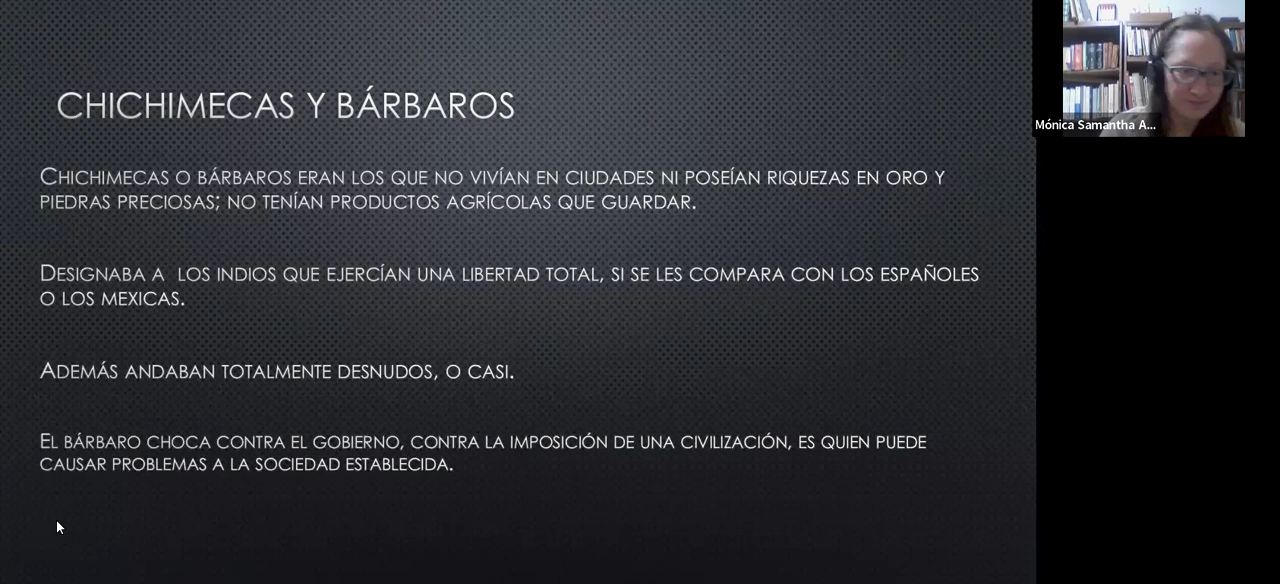 CHICHIMECAS Y BÁRBAROS
Mónica Samantha A...
CHICHIMECAS O BÁRBAROS ERAN LOS QUE NO VIVÍAN EN CIUDADES NI POSEÍAN RIQUEZAS EN ORO Y
PIEDRAS PRECIOSAS; NO TENÍAN PRODUCTOS AGRÍCOLAS QUE GUARDAR.
DESIGNABA A LOS INDIOS QUE EJERCÍAN UNA LIBERTAD TOTAL, SI SE LES COMPARA CON LOS ESPAÑOLES
O LOS MEXICAS.
ADEMÁS ANDABAN TOTALMENTE DESNUDOS, O CASI.
EL BÁRBARO CHOCA CONTRA EL GOBIERNO, CONTRA LA IMPOSICIÓN DE UNA CIVILIZACIÓN, ES QUIEN PUEDE
CAUSAR PROBLEMAS A LA SOCIEDAD ESTABLECIDA.